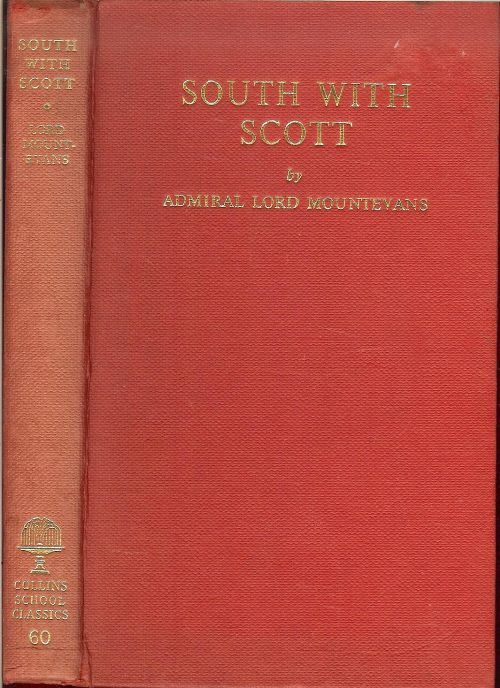 SOUTH
WITH
SCOTT
LORD
MOUNT-
EVANS
COLLINS
SCHOOL
CLASSICS
60
SOUTH WITH
SCOTT
by
ADMIRAL LORD MOUNTEVANS